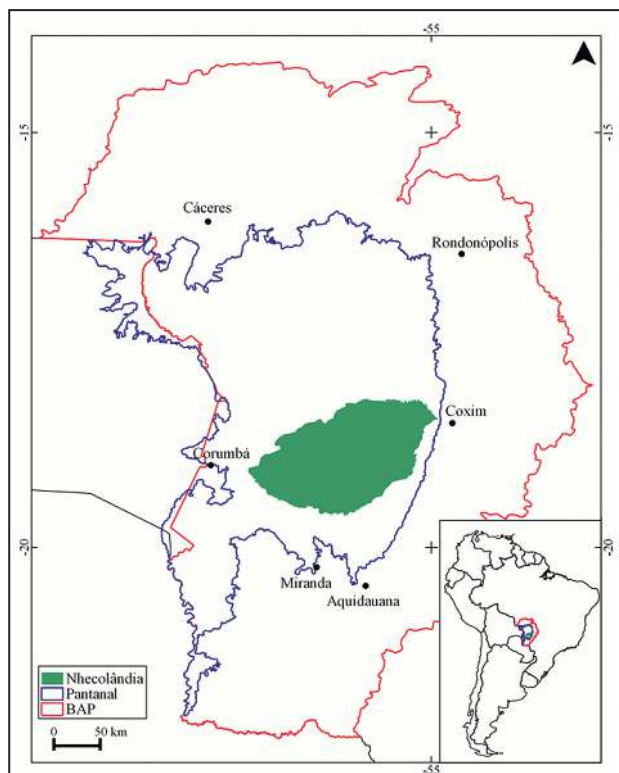 -55
-15
-15
Cáceres
Rondonópolis
Coxim
Corumbá
-20
-20
Miranda
Aquidauana
Nhecolândia
Pantanal
BAP
0 50 km
-55